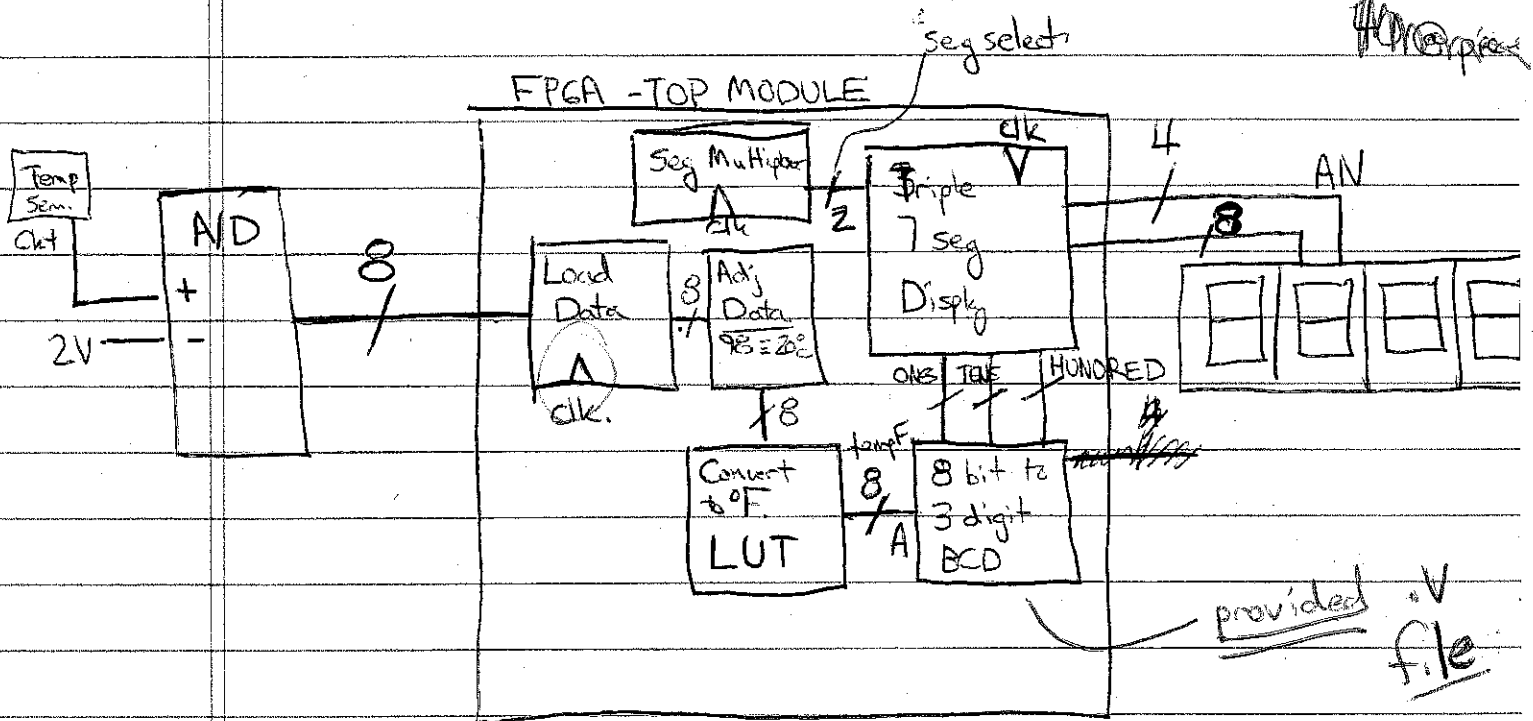 seg select
FPGA - TOP MODULE
Temp
Sen.
Ckt
A/D
+
2V -
8
Seg Multiplxer
clk
2
Load
Data
clk.
8
Adj
Data
98 ≡ 20°C
8
Convert
to °F.
LUT
tempF
8
A
8 bit to
3 digit
BCD
ONES TENS HUNDRED
clk
Triple
7 seg
Display
4
AN
8
provided .V
file